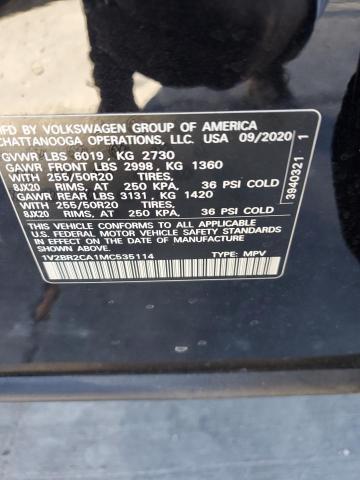 MFD BY VOLKSWAGEN GROUP OF AMERICA
CHATTANOOGA OPERATIONS, LLC. USA 09/2020 1
GVWR LBS 6019, KG 2730
GAWR FRONT LBS 2998, KG 1360
WITH 255/50R20 TIRES,
8JX20 RIMS, AT 250 KPA, 36 PSI COLD
GAWR REAR LBS 3131, KG 1420
WITH 255/50R20 TIRES,
8JX20 RIMS, AT 250 KPA, 36 PSI COLD
3940321
THIS VEHICLE CONFORMS TO ALL APPLICABLE
U.S. FEDERAL MOTOR VEHICLE SAFETY STANDARDS
IN EFFECT ON THE DATE OF MANUFACTURE
SHOWN ABOVE.
1V2BR2CA1MC535114 TYPE: MPV